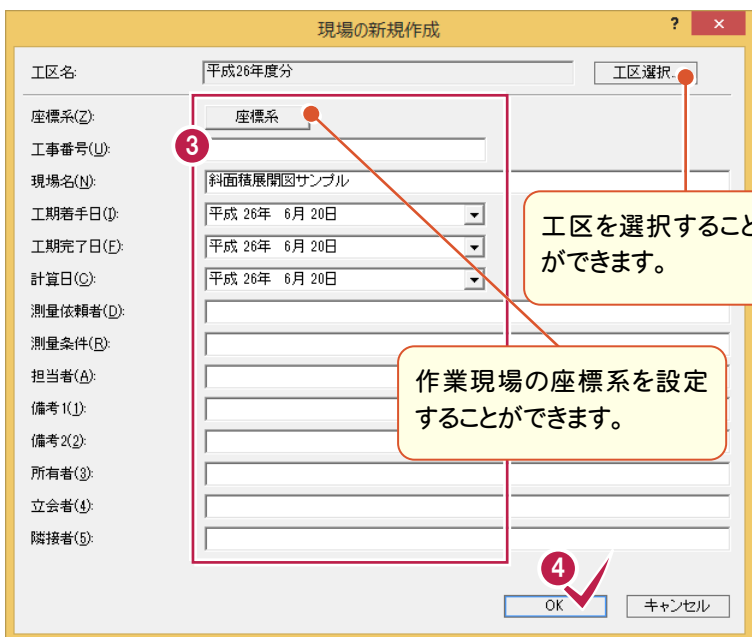 現場の新規作成
? ×
工区名: 平成26年度分 工区選択...
座標系(Z): 座標系
3
工事番号(U):
現場名(N): 斜面積展開図サンプル
工期着手日(I): 平成 26年 6月 20日
工期完了日(F): 平成 26年 6月 20日
計算日(C): 平成 26年 6月 20日
工区を選択すること
ができます。
測量依頼者(D):
測量条件(R):
担当者(A):
作業現場の座標系を設定
することができます。
備考1(1):
備考2(2):
所有者(3):
立会者(4):
隣接者(5):
4
OK キャンセル